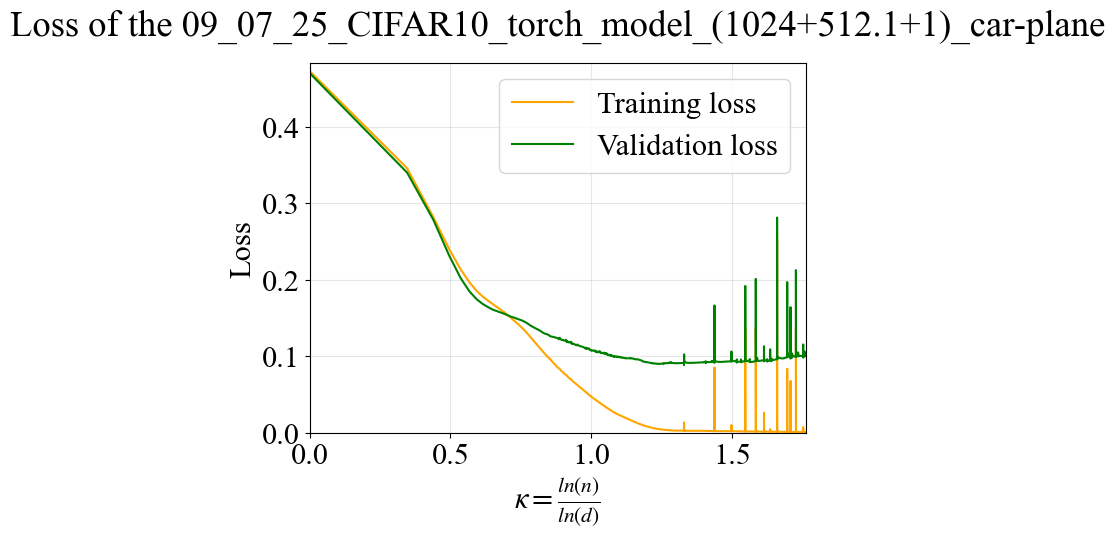 Loss of the 09_07_25_CIFAR10_torch_model_(1024+512.1+1)_car-plane
Training loss
Validation loss
Loss
0.4
0.3
0.2
0.1
0.0
0.0 0.5 1.0 1.5
κ = ln(n)/ln(d)